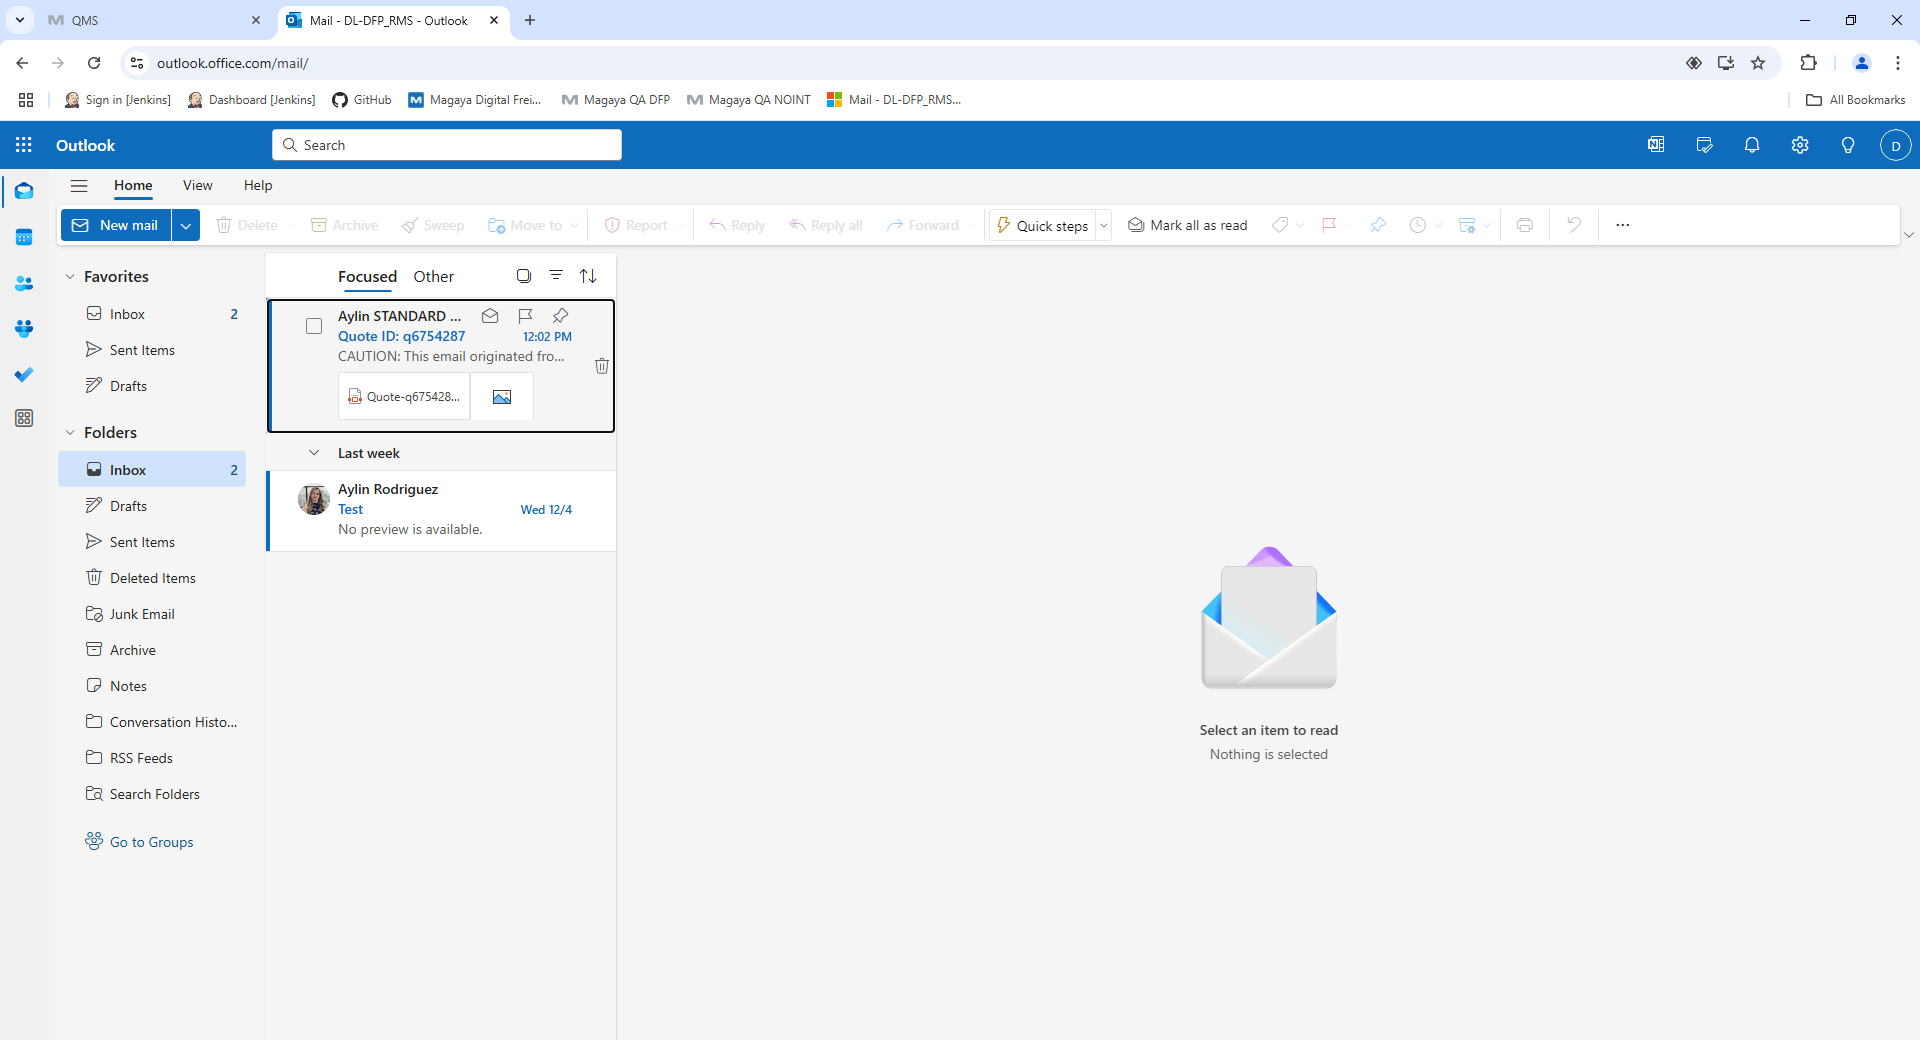 QMS
Mail - DL-DFP_RMS - Outlook
outlook.office.com/mail/
Sign in [Jenkins]
Dashboard [Jenkins]
GitHub
Magaya Digital Frei...
Magaya QA DFP
Magaya QA NOINT
Mail - DL-DFP_RMS...
All Bookmarks
Outlook
Search
D
Home
View
Help
New mail
Delete
Archive
Sweep
Move to
Report
Reply
Reply all
Forward
Quick steps
Mark all as read
Favorites
Inbox 2
Sent Items
Drafts
Folders
Inbox 2
Drafts
Sent Items
Deleted Items
Junk Email
Archive
Notes
Conversation Histo...
RSS Feeds
Search Folders
Go to Groups
Focused
Other
Aylin STANDARD ...
Quote ID: q6754287 12:02 PM
CAUTION: This email originated fro...
Quote-q675428...
Last week
Aylin Rodriguez
Test Wed 12/4
No preview is available.
Select an item to read
Nothing is selected